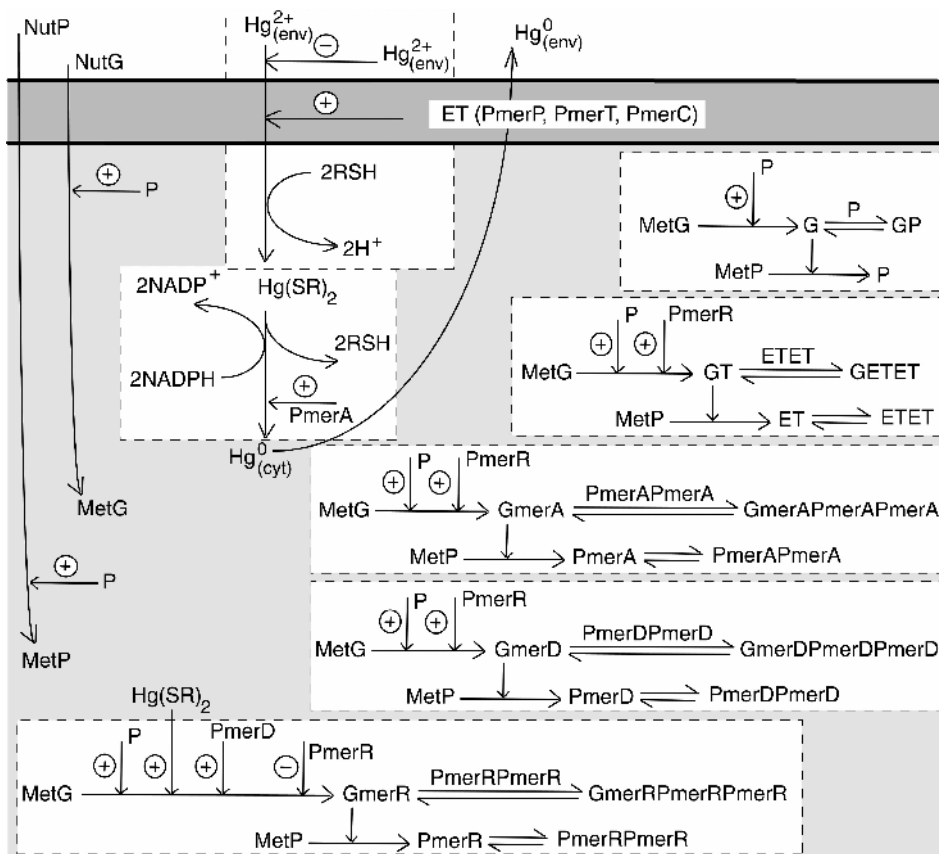 NutP
Hg2+(env)
Hg0(env)
NutG
−
Hg2+(env)
+
ET (PmerP, PmerT, PmerC)
+
P
2RSH
2H+
P
+
MetG
G
P
GP
MetP
P
2NADP+
Hg(SR)2
2RSH
2NADPH
+
PmerA
Hg0(cyt)
P
PmerR
+
+
MetG
GT
ETET
GETET
MetP
ET
ETET
MetG
P
PmerR
+
+
MetG
GmerA
PmerAPmerA
GmerAPmerAPmerA
MetP
PmerA
PmerAPmerA
+
P
MetP
P
PmerR
+
+
MetG
GmerD
PmerDPmerD
GmerDPmerDPmerD
MetP
PmerD
PmerDPmerD
Hg(SR)2
P
PmerD
PmerR
+
+
+
−
MetG
GmerR
PmerRPmerR
GmerRPmerRPmerR
MetP
PmerR
PmerRPmerR